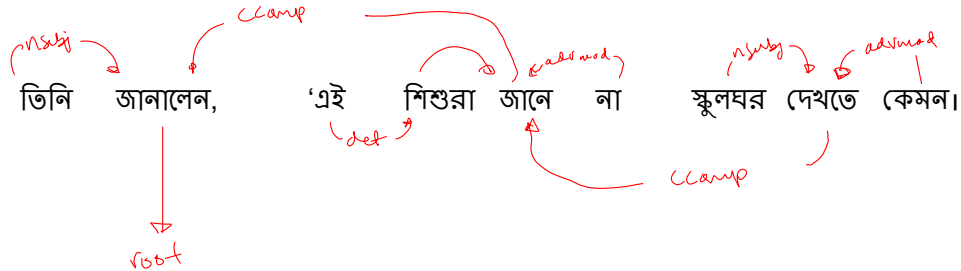 ccomp
nsubj advmod nsubj advmod
তিনি জানালেন, ‘এই শিশুরা জানে না স্কুলঘর দেখতে কেমন।
det
ccomp
root